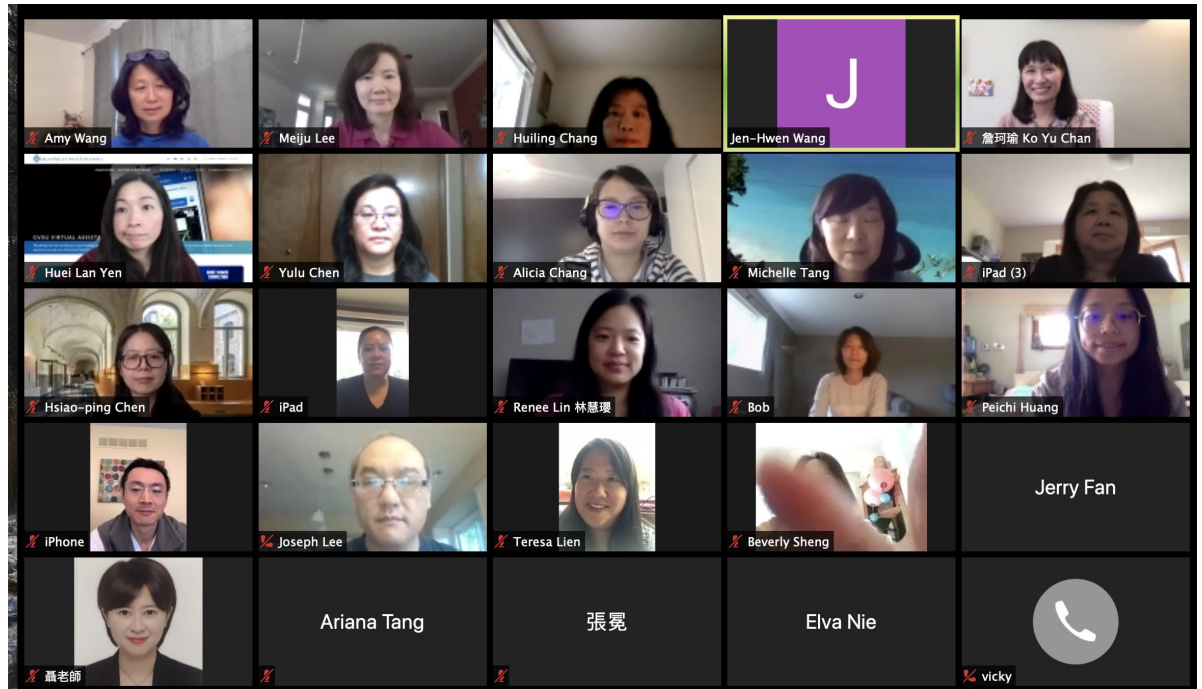 Amy Wang
Meiju Lee
Huiling Chang
J
Jen-Hwen Wang
詹珂瑜 Ko Yu Chan
GVSU VIRTUAL ASSISTA
Huei Lan Yen
Yulu Chen
Alicia Chang
Michelle Tang
iPad (3)
Hsiao-ping Chen
iPad
Renee Lin 林慧瓔
Bob
Peichi Huang
iPhone
Joseph Lee
Teresa Lien
Beverly Sheng
Jerry Fan
聶老師
Ariana Tang
張冕
Elva Nie
vicky